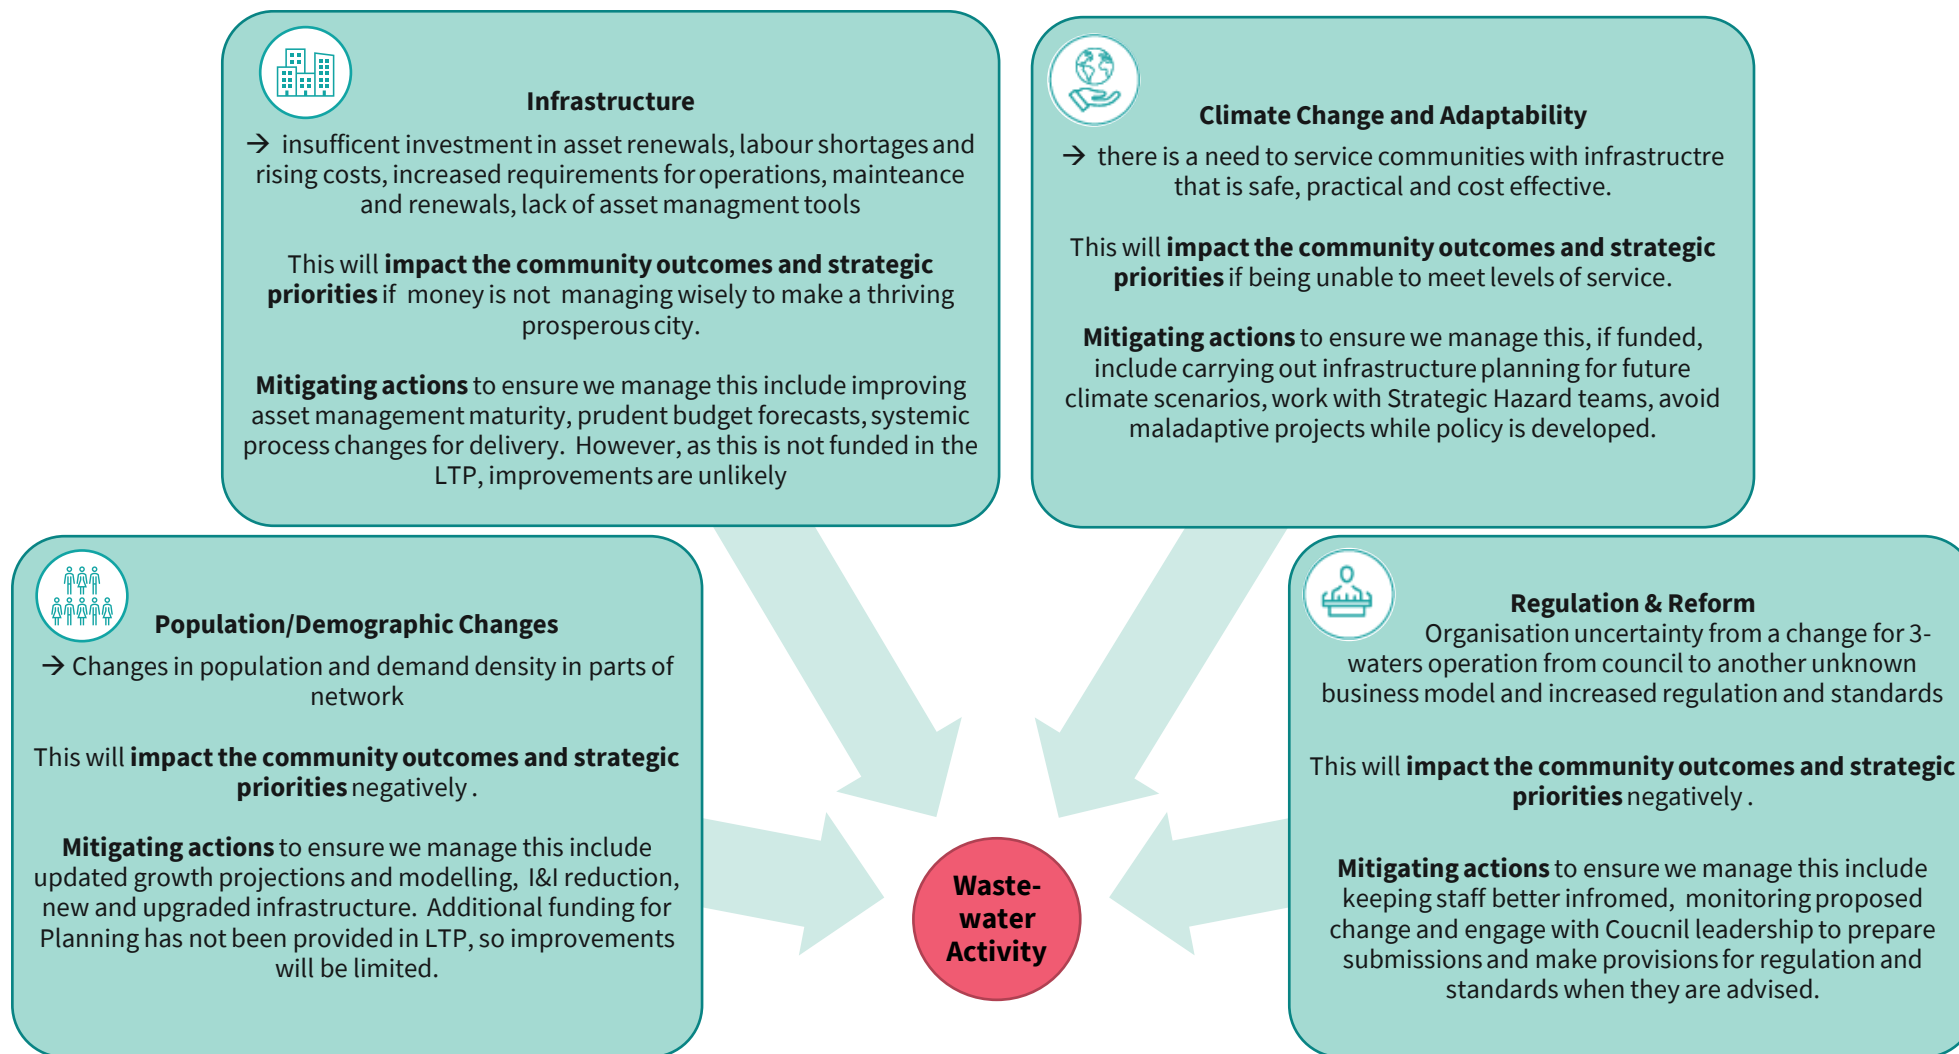 Infrastructure
→ insufficent investment in asset renewals, labour shortages and
rising costs, increased requirements for operations, mainteance
and renewals, lack of asset managment tools
This will impact the community outcomes and strategic
priorities if money is not managing wisely to make a thriving
prosperous city.
Mitigating actions to ensure we manage this include improving
asset management maturity, prudent budget forecasts, systemic
process changes for delivery. However, as this is not funded in the
LTP, improvements are unlikely
Climate Change and Adaptability
→ there is a need to service communities with infrastructre
that is safe, practical and cost effective.
This will impact the community outcomes and strategic
priorities if being unable to meet levels of service.
Mitigating actions to ensure we manage this, if funded,
include carrying out infrastructure planning for future
climate scenarios, work with Strategic Hazard teams, avoid
maladaptive projects while policy is developed.
Population/Demographic Changes
→ Changes in population and demand density in parts of
network
This will impact the community outcomes and strategic
priorities negatively.
Mitigating actions to ensure we manage this include
updated growth projections and modelling, I&I reduction,
new and upgraded infrastructure. Additional funding for
Planning has not been provided in LTP, so improvements
will be limited.
Regulation & Reform
Organisation uncertainty from a change for 3-
waters operation from council to another unknown
business model and increased regulation and standards
This will impact the community outcomes and strategic
priorities negatively.
Mitigating actions to ensure we manage this include
keeping staff better infromed, monitoring proposed
change and engage with Coucnil leadership to prepare
submissions and make provisions for regulation and
standards when they are advised.
Waste-
water
Activity